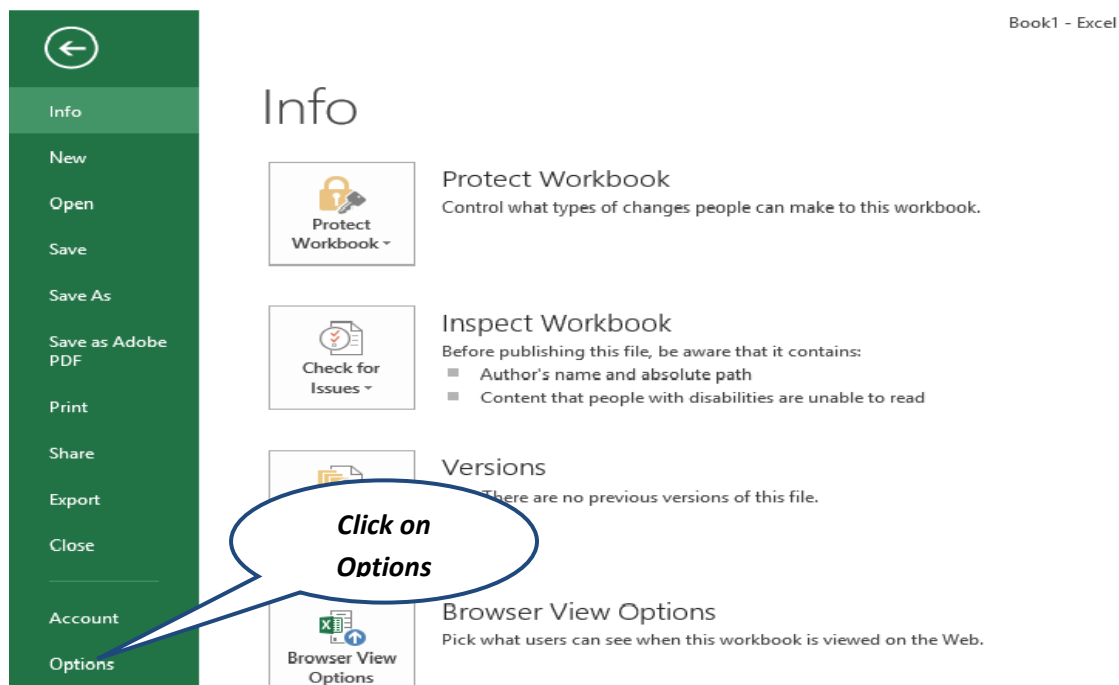 Book1 - Excel
Info
New
Open
Save
Save As
Save as Adobe
PDF
Print
Share
Export
Close
Account
Options
Info
Protect
Workbook
Protect Workbook
Control what types of changes people can make to this workbook.
Check for
Issues
Inspect Workbook
Before publishing this file, be aware that it contains:
Author's name and absolute path
Content that people with disabilities are unable to read
Versions
There are no previous versions of this file.
Click on
Options
Browser View
Options
Browser View Options
Pick what users can see when this workbook is viewed on the Web.